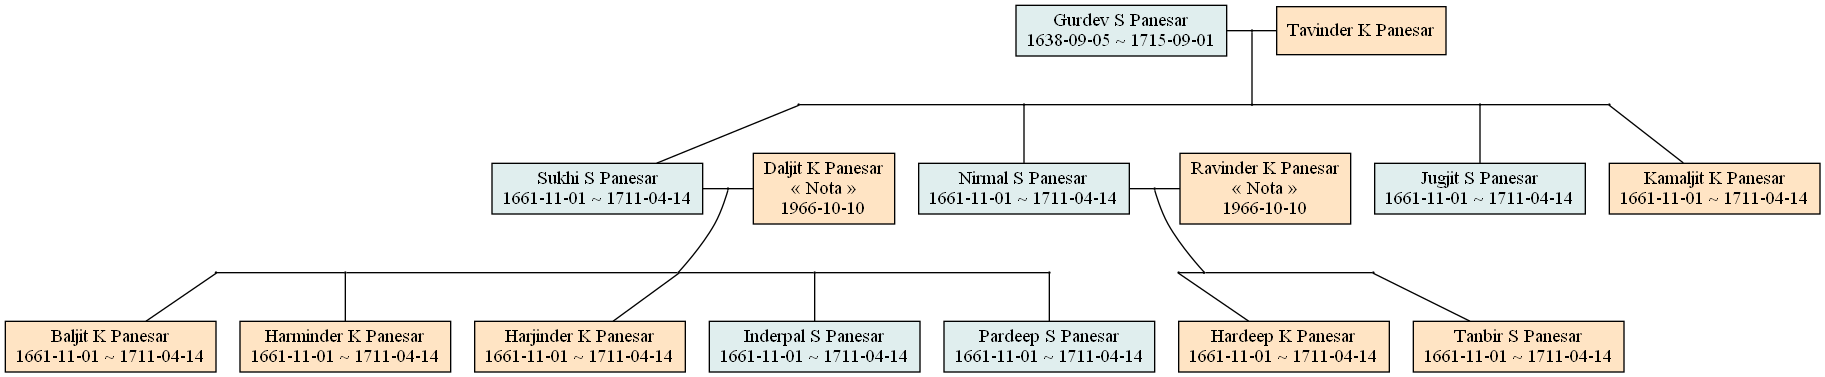 Gurdev S Panesar
1638-09-05 ~ 1715-09-01
Tavinder K Panesar
Sukhi S Panesar
1661-11-01 ~ 1711-04-14
Daljit K Panesar
« Nota »
1966-10-10
Nirmal S Panesar
1661-11-01 ~ 1711-04-14
Ravinder K Panesar
« Nota »
1966-10-10
Jugjit S Panesar
1661-11-01 ~ 1711-04-14
Kamaljit K Panesar
1661-11-01 ~ 1711-04-14
Baljit K Panesar
1661-11-01 ~ 1711-04-14
Harminder K Panesar
1661-11-01 ~ 1711-04-14
Harjinder K Panesar
1661-11-01 ~ 1711-04-14
Inderpal S Panesar
1661-11-01 ~ 1711-04-14
Pardeep S Panesar
1661-11-01 ~ 1711-04-14
Hardeep K Panesar
1661-11-01 ~ 1711-04-14
Tanbir S Panesar
1661-11-01 ~ 1711-04-14